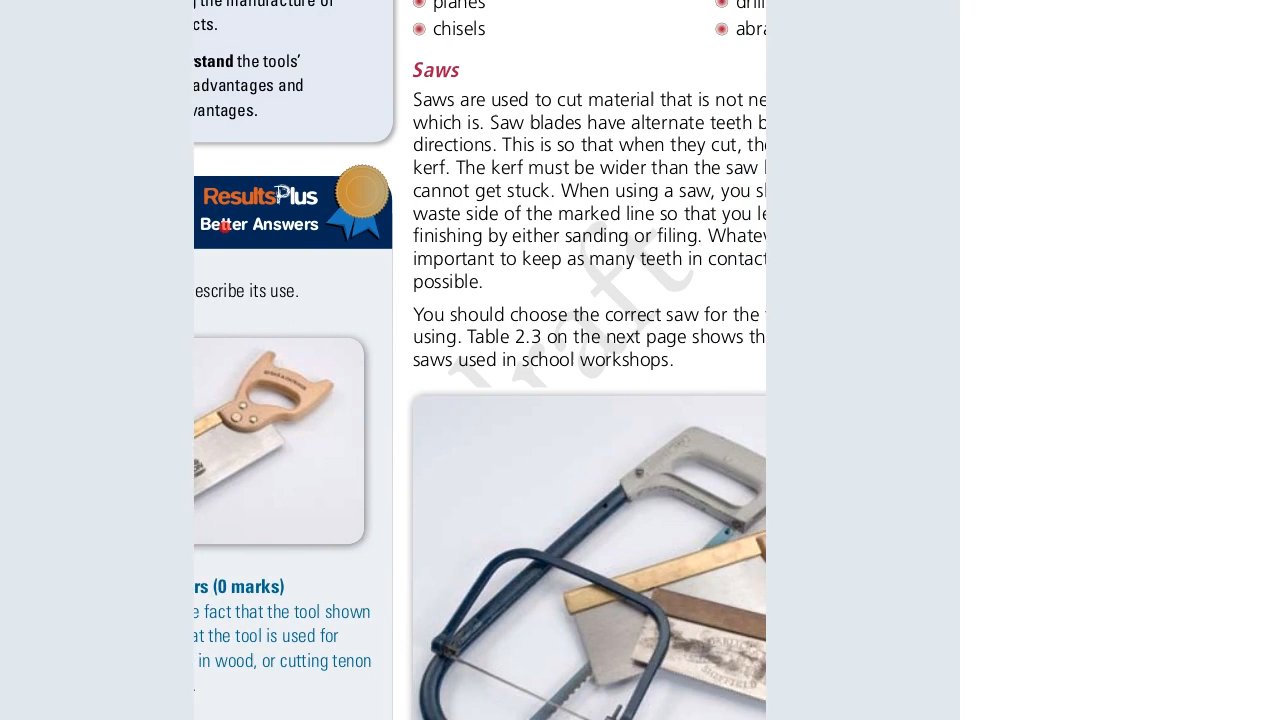 the manufacture of
cts.
rstand the tools'
advantages and
vantages.
ResultsPlus
Better Answers
escribe its use.
rs (0 marks)
e fact that the tool shown
at the tool is used for
in wood, or cutting tenon
.
planes
chisels
drill
abra
Saws
Saws are used to cut material that is not ne
which is. Saw blades have alternate teeth b
directions. This is so that when they cut, the
kerf. The kerf must be wider than the saw
cannot get stuck. When using a saw, you sh
waste side of the marked line so that you le
finishing by either sanding or filing. Whatev
important to keep as many teeth in contact
possible.
You should choose the correct saw for the
using. Table 2.3 on the next page shows th
saws used in school workshops.
draft
SHEFFIELD